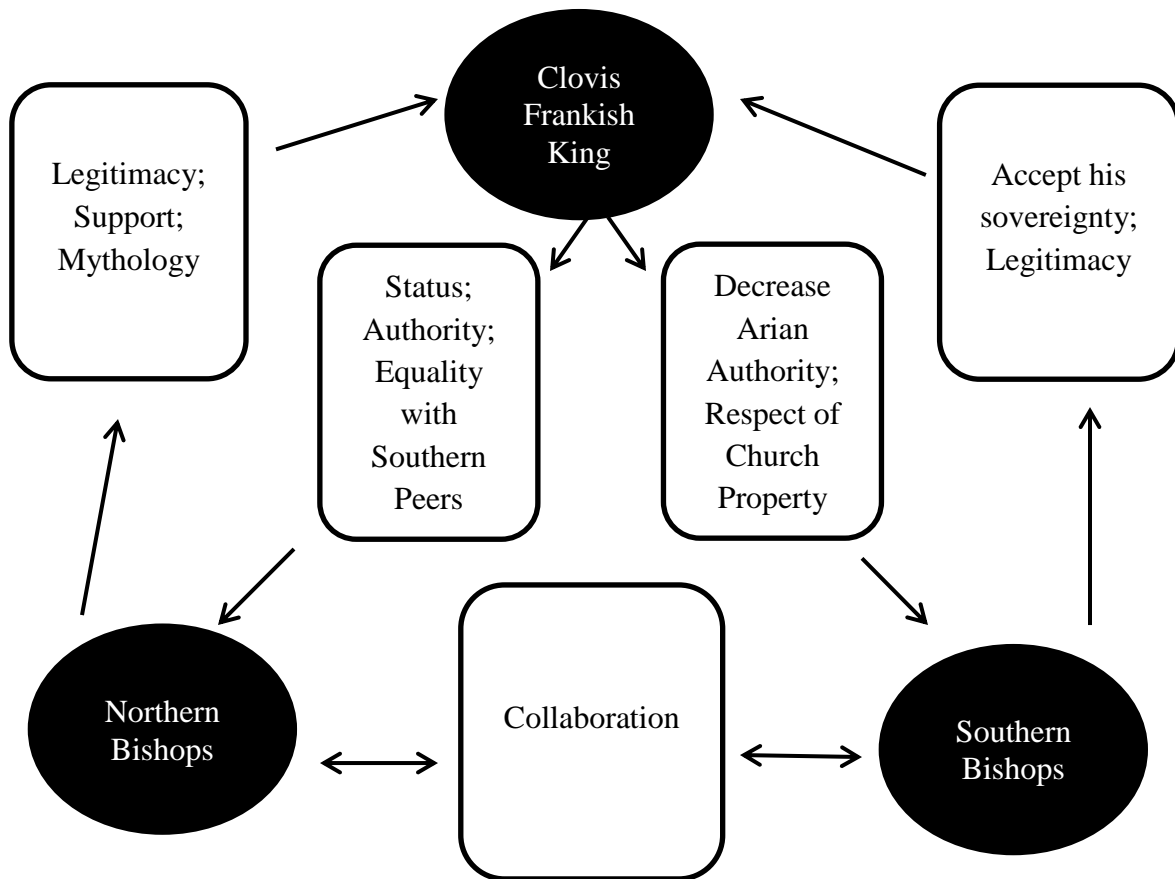 Clovis
Frankish
King
Legitimacy;
Support;
Mythology
Accept his
sovereignty;
Legitimacy
Status;
Authority;
Equality
with
Southern
Peers
Decrease
Arian
Authority;
Respect of
Church
Property
Northern
Bishops
Collaboration
Southern
Bishops